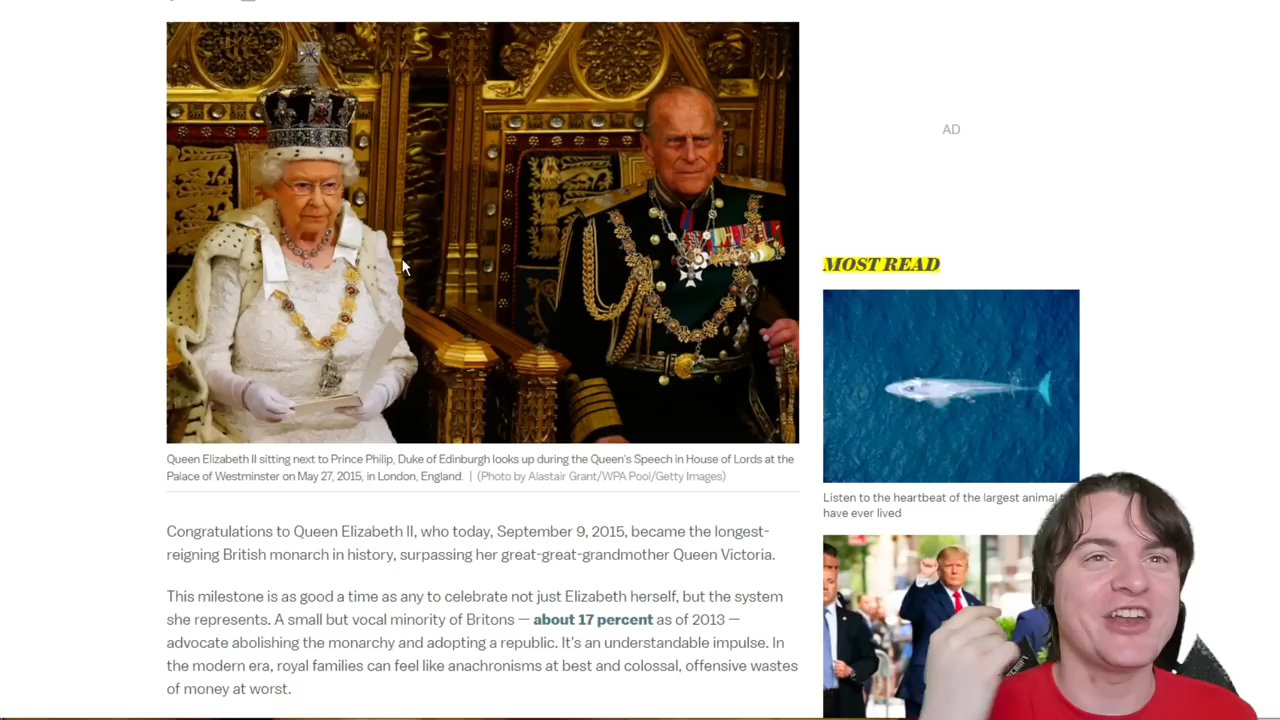 AD
MOST READ
Queen Elizabeth II sitting next to Prince Philip, Duke of Edinburgh looks up during the Queen's Speech in House of Lords at the
Palace of Westminster on May 27, 2015, in London, England. | (Photo by Alastair Grant/WPA Pool/Getty Images)
Listen to the heartbeat of the largest animal
have ever lived
Congratulations to Queen Elizabeth II, who today, September 9, 2015, became the longest-
reigning British monarch in history, surpassing her great-great-grandmother Queen Victoria.
This milestone is as good a time as any to celebrate not just Elizabeth herself, but the system
she represents. A small but vocal minority of Britons — about 17 percent as of 2013 —
advocate abolishing the monarchy and adopting a republic. It's an understandable impulse. In
the modern era, royal families can feel like anachronisms at best and colossal, offensive wastes
of money at worst.